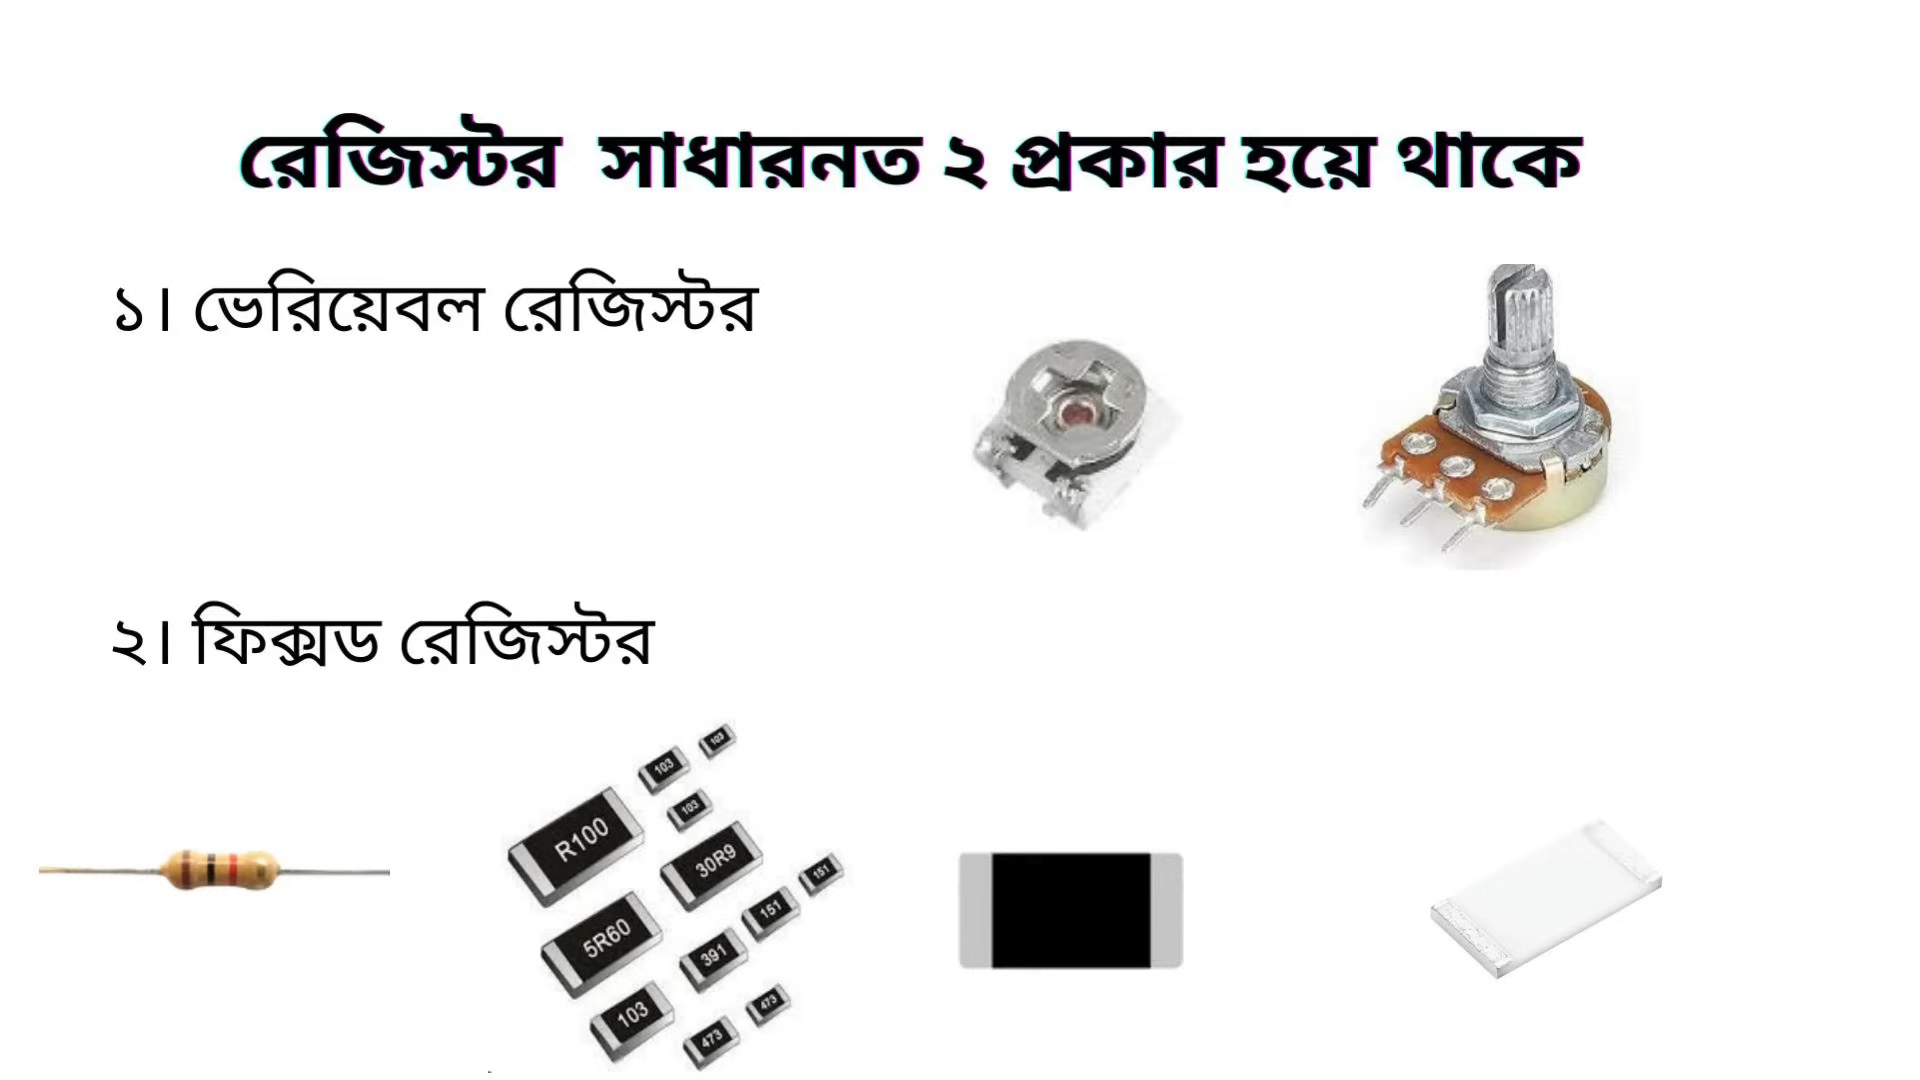 রেজিস্টর সাধারনত ২ প্রকার হয়ে থাকে
১। ভেরিয়েবল রেজিস্টর
২। ফিক্সড রেজিস্টর
103
103
103
R100
30R9
151
151
5R60
391
103
473
473